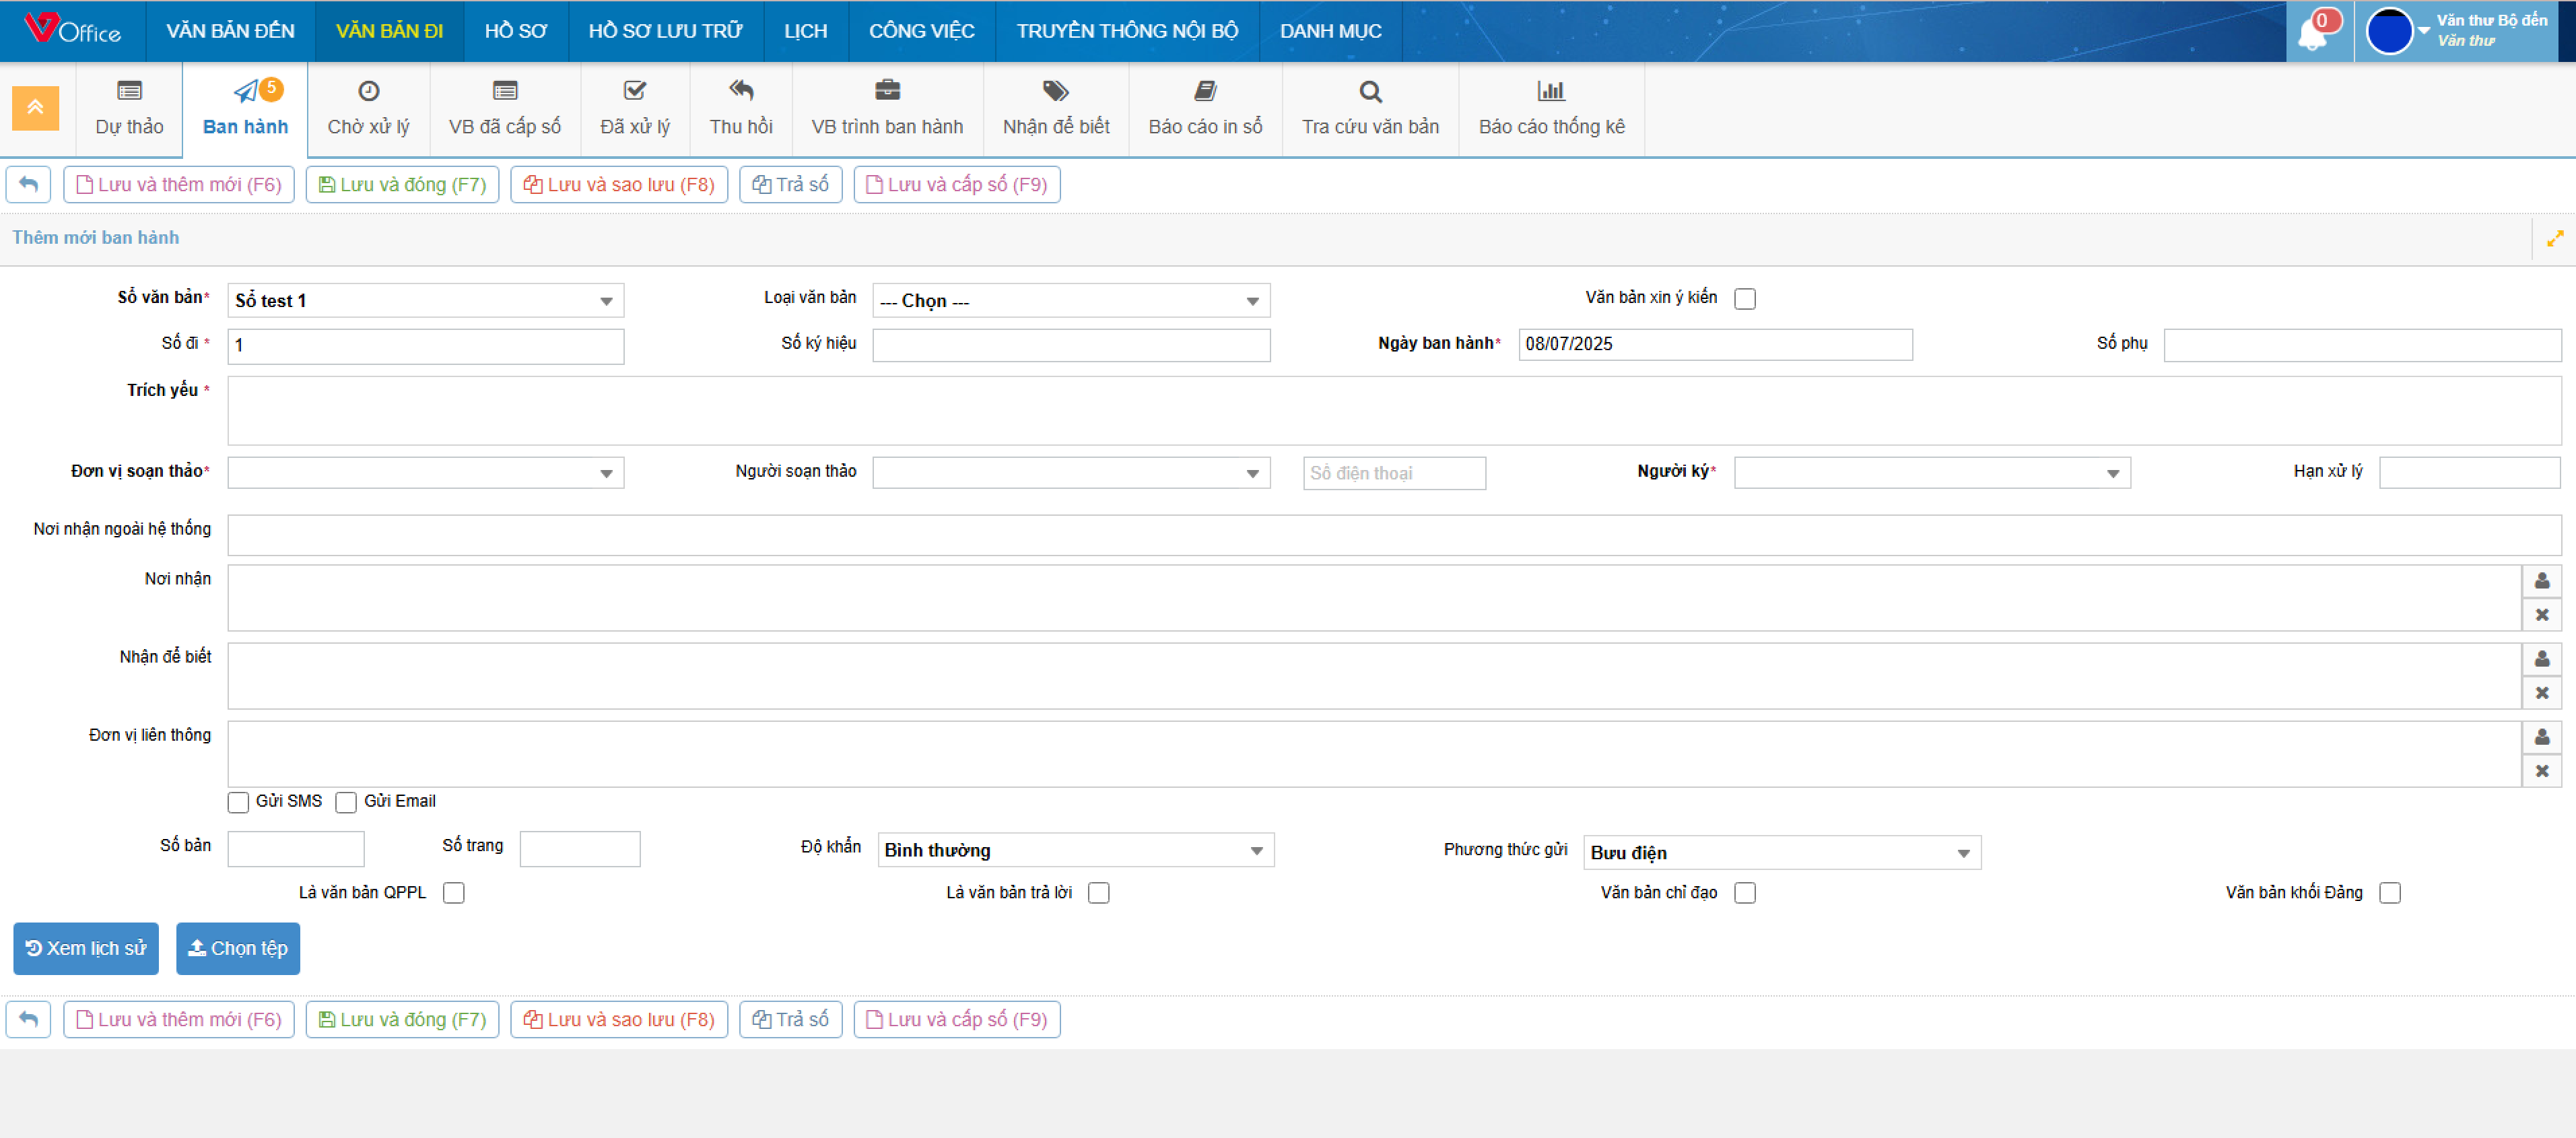 Office VĂN BẢN ĐẾN VĂN BẢN ĐI HỒ SƠ HỒ SƠ LƯU TRỮ LỊCH CÔNG VIỆC TRUYỀN THÔNG NỘI BỘ DANH MỤC 0 Văn thư Bộ đến
Văn thư
5
Dự thảo Ban hành Chờ xử lý VB đã cấp số Đã xử lý Thu hồi VB trình ban hành Nhận để biết Báo cáo in sổ Tra cứu văn bản Báo cáo thống kê
Lưu và thêm mới (F6) Lưu và đóng (F7) Lưu và sao lưu (F8) Trả số Lưu và cấp số (F9)
Thêm mới ban hành
Sổ văn bản* Sổ test 1 Loại văn bản --- Chọn --- Văn bản xin ý kiến
Số đi * 1 Số ký hiệu Ngày ban hành* 08/07/2025 Số phụ
Trích yếu *
Đơn vị soạn thảo* Người soạn thảo Số điện thoại Người ký* Hạn xử lý
Nơi nhận ngoài hệ thống
Nơi nhận
Nhận để biết
Đơn vị liên thông
Gửi SMS Gửi Email
Số bản Số trang Độ khẩn Bình thường Phương thức gửi Bưu điện
Là văn bản QPPL Là văn bản trả lời Văn bản chỉ đạo Văn bản khối Đảng
Xem lịch sử Chọn tệp
Lưu và thêm mới (F6) Lưu và đóng (F7) Lưu và sao lưu (F8) Trả số Lưu và cấp số (F9)